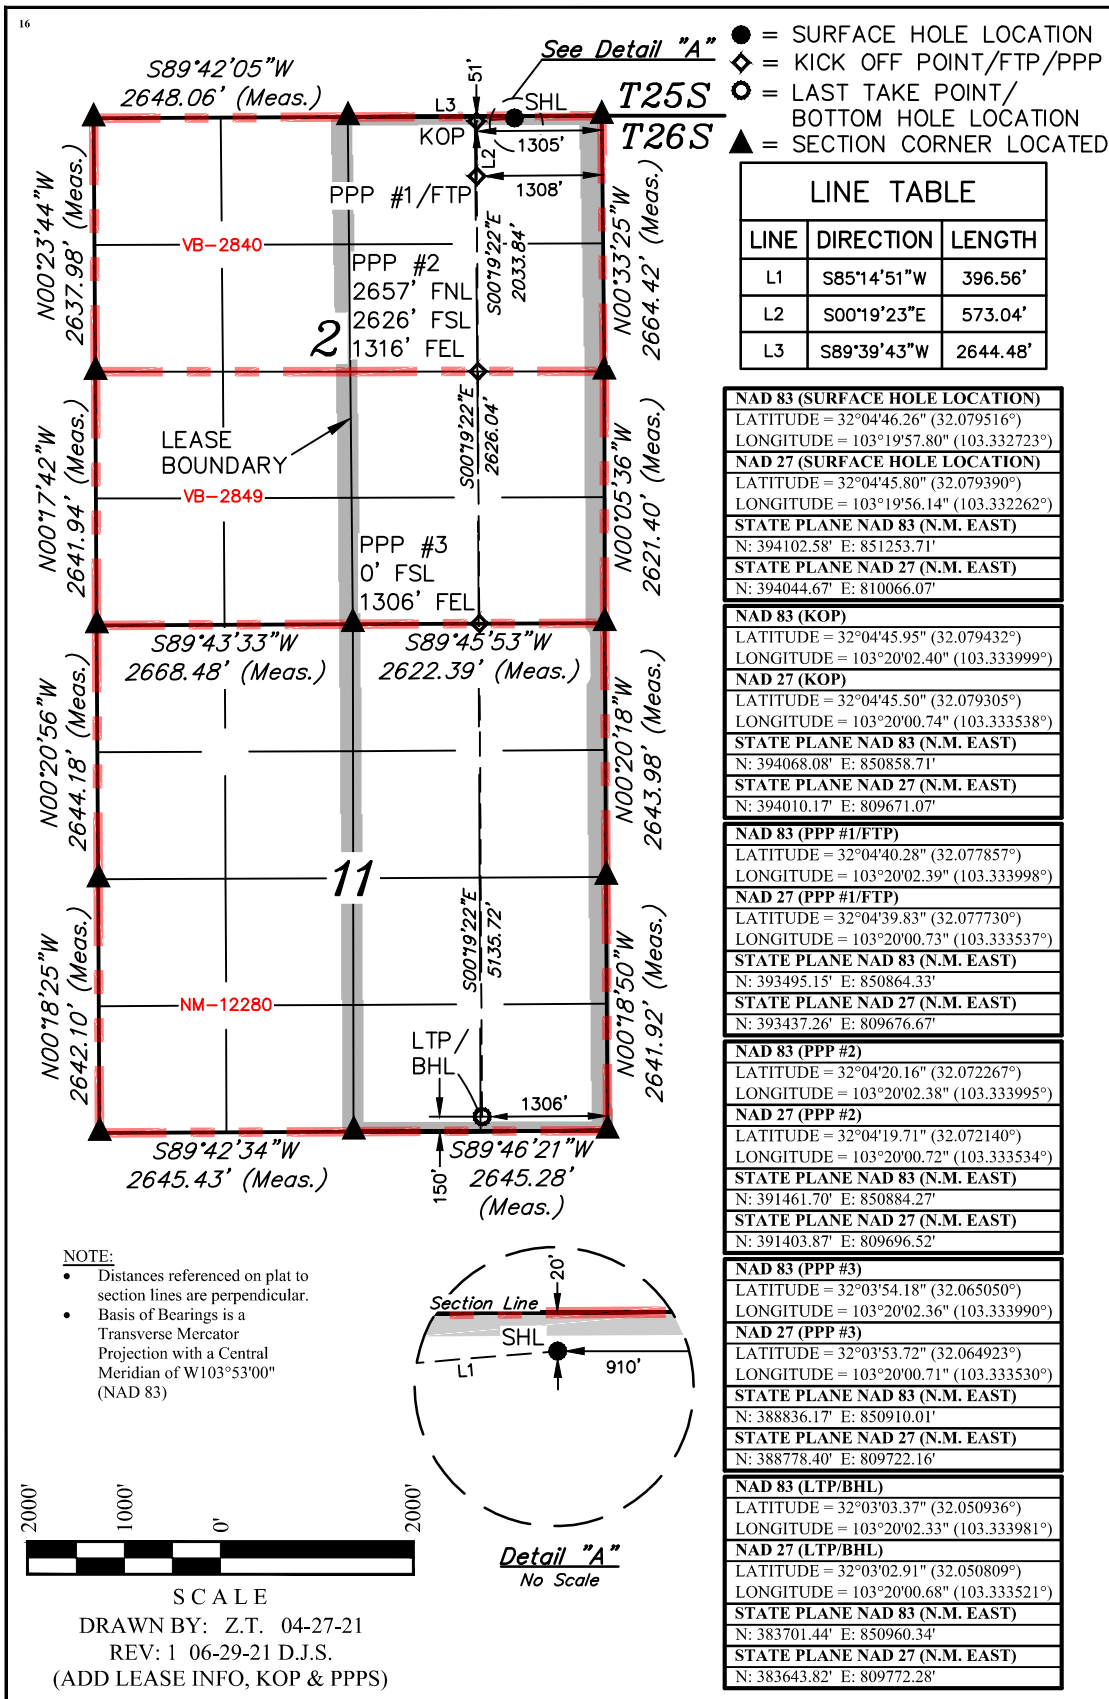 16
See Detail "A"
● = SURFACE HOLE LOCATION
= KICK OFF POINT/FTP/PPP
= LAST TAKE POINT/
BOTTOM HOLE LOCATION
▲ = SECTION CORNER LOCATED
S89°42'05"W
2648.06' (Meas.)
51'
L3
SHL
T25S
T26S
KOP
L2
1305'
PPP #1/FTP
1308'
N00°23'44"W
2637.98' (Meas.)
VB-2840
S00°19'22"E
2033.84'
N00°33'25"W
2664.42' (Meas.)
PPP #2
2657' FNL
2626' FSL
1316' FEL
2
LINE TABLE
LINE DIRECTION LENGTH
L1 S85°14'51"W 396.56'
L2 S00°19'23"E 573.04'
L3 S89°39'43"W 2644.48'
N00°17'42"W
2641.94' (Meas.)
LEASE
BOUNDARY
VB-2849
S00°19'22"E
2626.04'
N00°05'36"W
2621.40' (Meas.)
PPP #3
0' FSL
1306' FEL
S89°43'33"W
2668.48' (Meas.)
S89°45'53"W
2622.39' (Meas.)
N00°20'56"W
2644.18' (Meas.)
N00°20'18"W
2643.98' (Meas.)
11
S00°19'22"E
5135.72'
N00°18'25"W
2642.10' (Meas.)
NM-12280
N00°18'50"W
2641.92' (Meas.)
LTP/
BHL
1306'
150'
S89°42'34"W
2645.43' (Meas.)
S89°46'21"W
2645.28'
(Meas.)
NAD 83 (SURFACE HOLE LOCATION)
LATITUDE = 32°04'46.26" (32.079516°)
LONGITUDE = 103°19'57.80" (103.332723°)
NAD 27 (SURFACE HOLE LOCATION)
LATITUDE = 32°04'45.80" (32.079390°)
LONGITUDE = 103°19'56.14" (103.332262°)
STATE PLANE NAD 83 (N.M. EAST)
N: 394102.58' E: 851253.71'
STATE PLANE NAD 27 (N.M. EAST)
N: 394044.67' E: 810066.07'
NAD 83 (KOP)
LATITUDE = 32°04'45.95" (32.079432°)
LONGITUDE = 103°20'02.40" (103.333999°)
NAD 27 (KOP)
LATITUDE = 32°04'45.50" (32.079305°)
LONGITUDE = 103°20'00.74" (103.333538°)
STATE PLANE NAD 83 (N.M. EAST)
N: 394068.08' E: 850858.71'
STATE PLANE NAD 27 (N.M. EAST)
N: 394010.17' E: 809671.07'
NAD 83 (PPP #1/FTP)
LATITUDE = 32°04'40.28" (32.077857°)
LONGITUDE = 103°20'02.39" (103.333998°)
NAD 27 (PPP #1/FTP)
LATITUDE = 32°04'39.83" (32.077730°)
LONGITUDE = 103°20'00.73" (103.333537°)
STATE PLANE NAD 83 (N.M. EAST)
N: 393495.15' E: 850864.33'
STATE PLANE NAD 27 (N.M. EAST)
N: 393437.26' E: 809676.67'
NAD 83 (PPP #2)
LATITUDE = 32°04'20.16" (32.072267°)
LONGITUDE = 103°20'02.38" (103.333995°)
NAD 27 (PPP #2)
LATITUDE = 32°04'19.71" (32.072140°)
LONGITUDE = 103°20'00.72" (103.333534°)
STATE PLANE NAD 83 (N.M. EAST)
N: 391461.70' E: 850884.27'
STATE PLANE NAD 27 (N.M. EAST)
N: 391403.87' E: 809696.52'
NAD 83 (PPP #3)
LATITUDE = 32°03'54.18" (32.065050°)
LONGITUDE = 103°20'02.36" (103.333990°)
NAD 27 (PPP #3)
LATITUDE = 32°03'53.72" (32.064923°)
LONGITUDE = 103°20'00.71" (103.333530°)
STATE PLANE NAD 83 (N.M. EAST)
N: 388836.17' E: 850910.01'
STATE PLANE NAD 27 (N.M. EAST)
N: 388778.40' E: 809722.16'
NAD 83 (LTP/BHL)
LATITUDE = 32°03'03.37" (32.050936°)
LONGITUDE = 103°20'02.33" (103.333981°)
NAD 27 (LTP/BHL)
LATITUDE = 32°03'02.91" (32.050809°)
LONGITUDE = 103°20'00.68" (103.333521°)
STATE PLANE NAD 83 (N.M. EAST)
N: 383701.44' E: 850960.34'
STATE PLANE NAD 27 (N.M. EAST)
N: 383643.82' E: 809772.28'
NOTE:
• Distances referenced on plat to
section lines are perpendicular.
• Basis of Bearings is a
Transverse Mercator
Projection with a Central
Meridian of W103°53'00"
(NAD 83)
20'
Section Line
SHL
L1
910'
Detail "A"
No Scale
2000'
1000'
0'
2000'
SCALE
DRAWN BY: Z.T. 04-27-21
REV: 1 06-29-21 D.J.S.
(ADD LEASE INFO, KOP & PPPS)